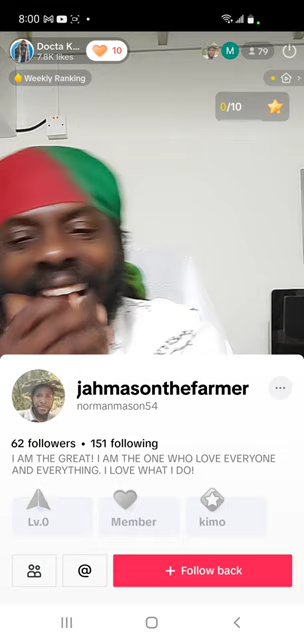 8:00
Docta K...
7.8K likes
10
M
79
Weekly Ranking
0/10
jahmasonthefarmer
normanmason54
62 followers • 151 following
I AM THE GREAT! I AM THE ONE WHO LOVE EVERYONE
AND EVERYTHING. I LOVE WHAT I DO!
Lv.0
Member
kimo
@
+ Follow back